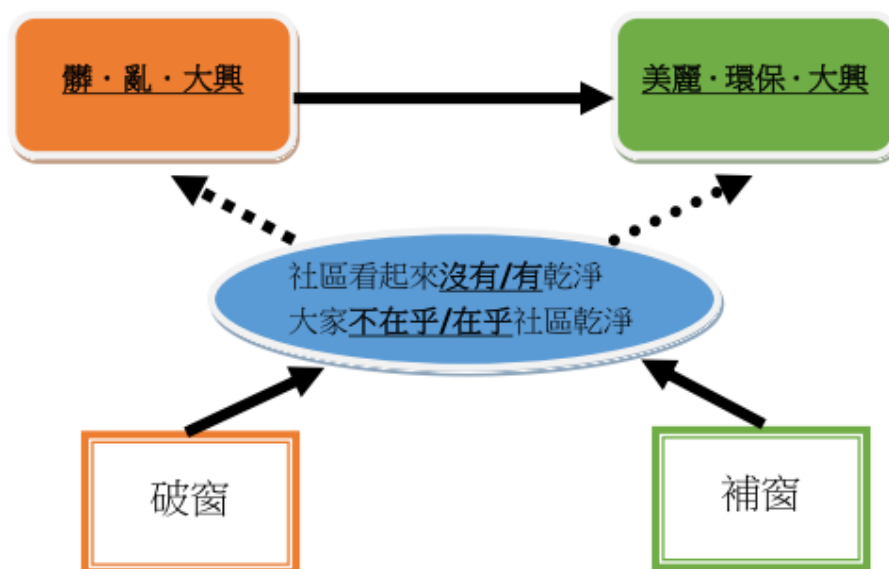 髒・亂・大興
美麗・環保・大興
社區看起來沒有/有乾淨
大家不在乎/在乎社區乾淨
破窗
補窗